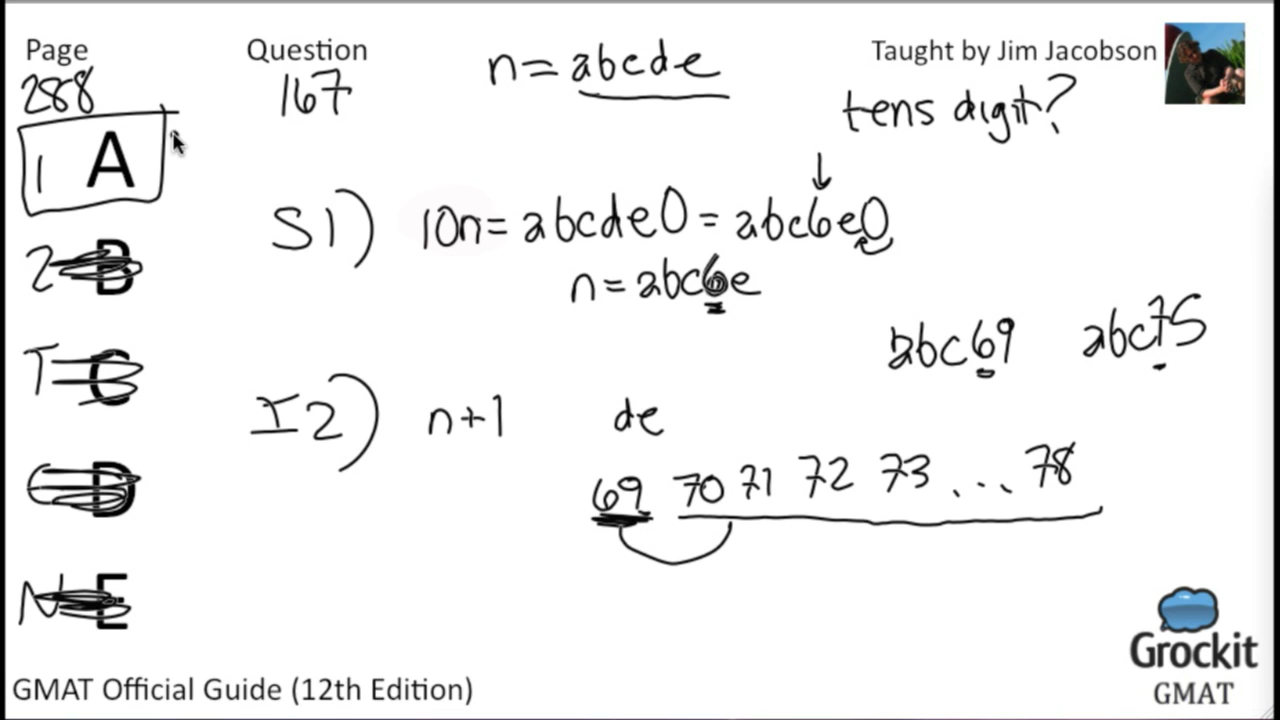 Page
Question
n = abcde
Taught by Jim Jacobson
288
167
tens digit?
1 A
S1) 10n = abcde0 = abc6e0
n = abc6e
2 B
abc69 abc75
T C
I2) n+1 de
69 70 71 72 73 ... 78
D
N E
GMAT Official Guide (12th Edition)
Grockit
GMAT